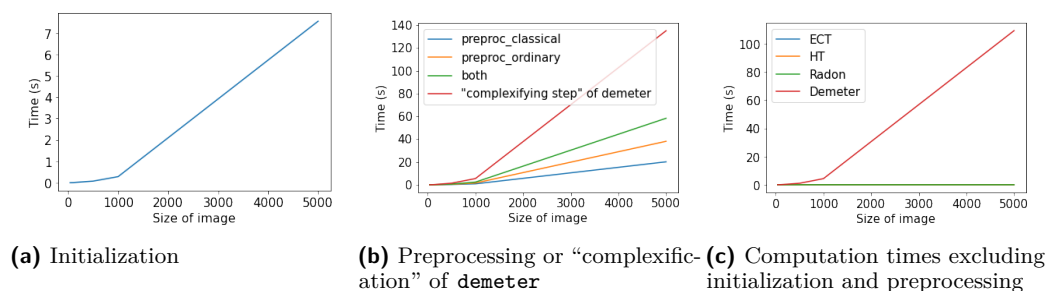 7
6
5
4
3
2
1
0
Time (s)
0 1000 2000 3000 4000 5000
Size of image
(a) Initialization
140
120
100
80
60
40
20
0
Time (s)
preproc_classical
preproc_ordinary
both
"complexifying step" of demeter
0 1000 2000 3000 4000 5000
Size of image
(b) Preprocessing or “complexific-
ation” of demeter
100
80
60
40
20
0
Time (s)
ECT
HT
Radon
Demeter
0 1000 2000 3000 4000 5000
Size of image
(c) Computation times excluding
initialization and preprocessing